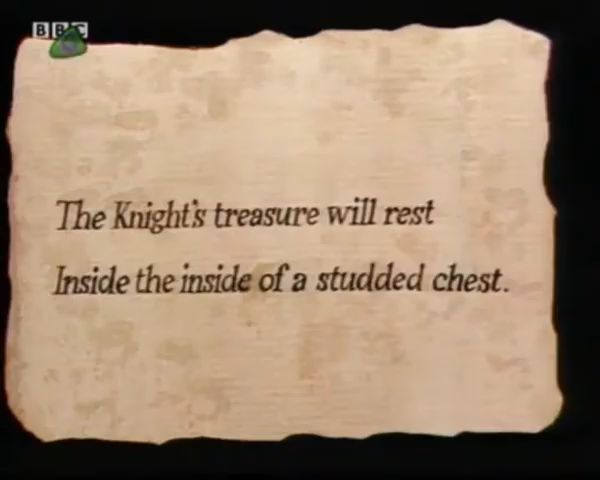 BBC
The Knight's treasure will rest
Inside the inside of a studded chest.